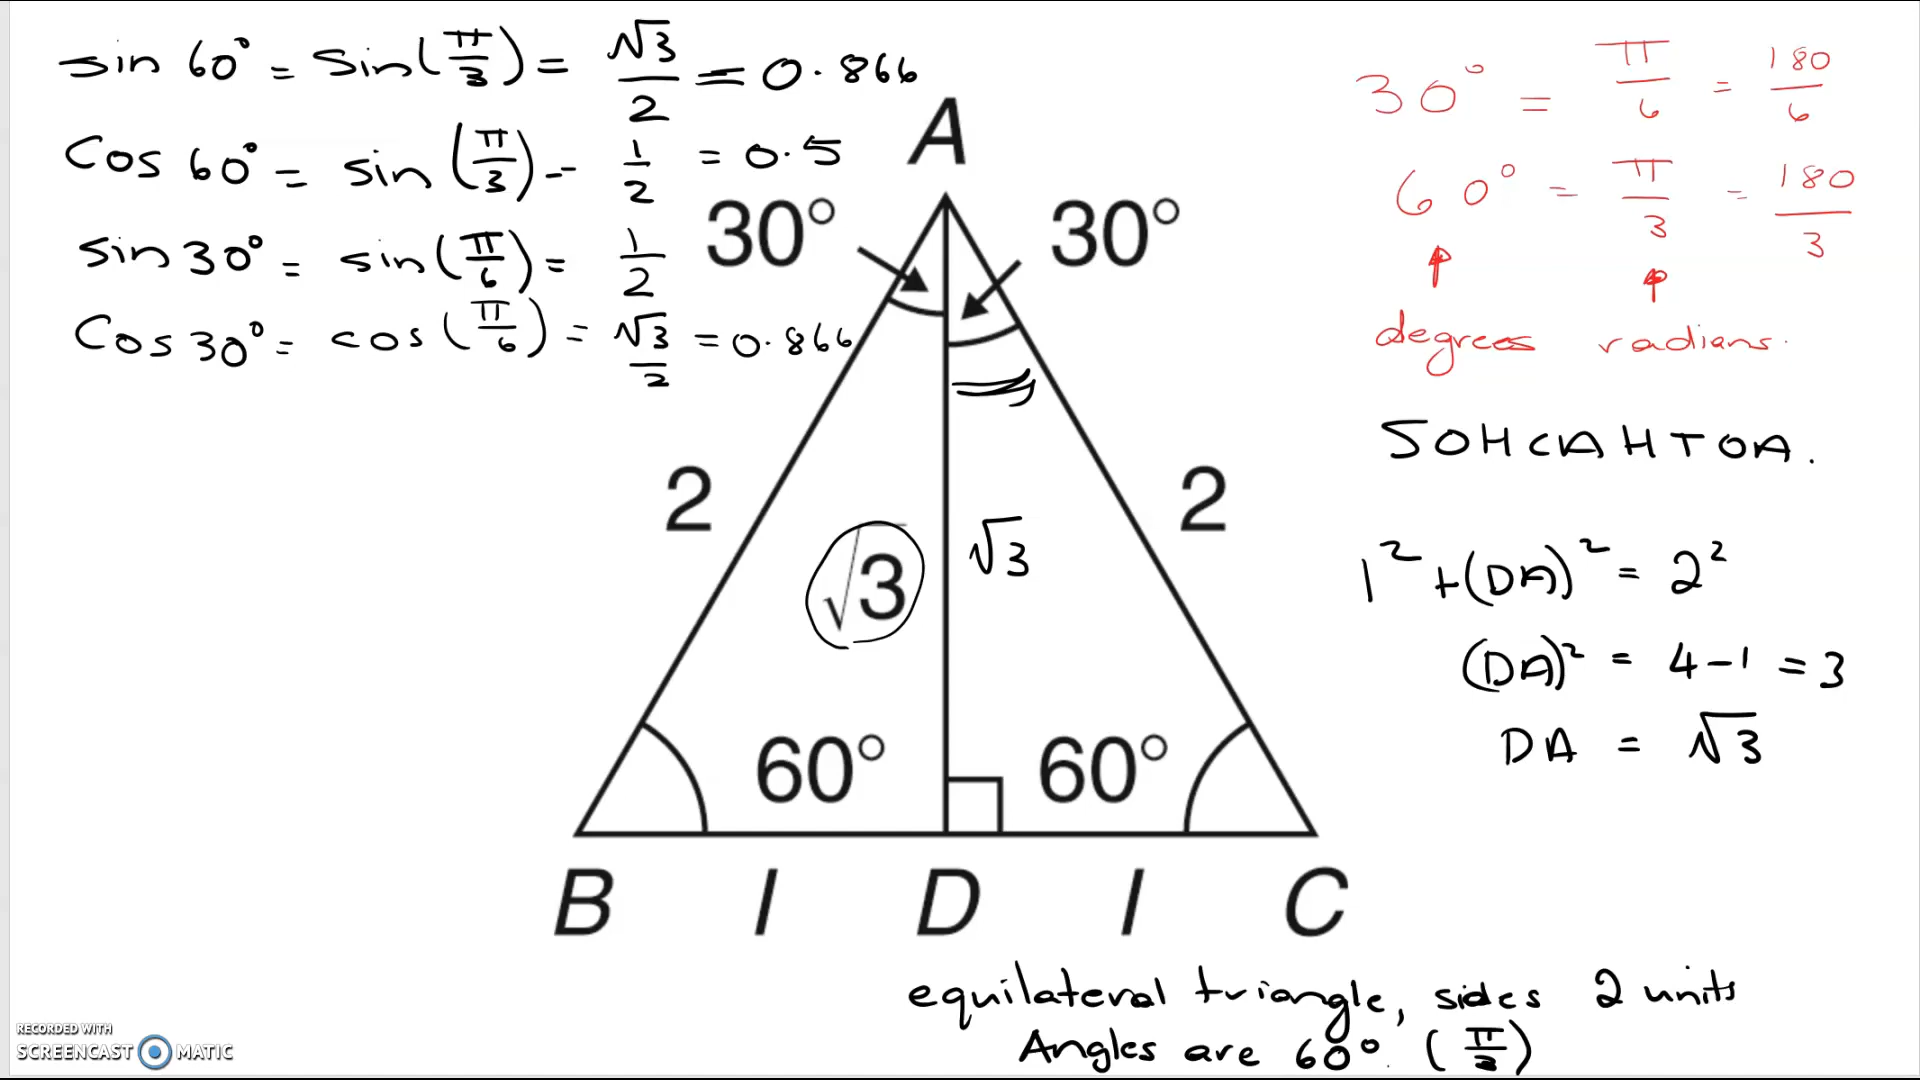 sin 60° = sin(π/3) = √3/2 = 0.866
Cos 60° = sin(π/3) = 1/2 = 0.5
sin 30° = sin(π/6) = 1/2
Cos 30° = cos(π/6) = √3/2 = 0.866
30° = π/6 = 180/6
60° = π/3 = 180/3
degrees radians.
SOHCAHTOA.
1² + (DA)² = 2²
(DA)² = 4 - 1 = 3
DA = √3
A
30° 30°
2 2
√3 √3
60° 60°
B 1 D 1 C
equilateral triangle, sides 2 units
Angles are 60°. (π/3)
RECORDED WITH
SCREENCAST MATIC